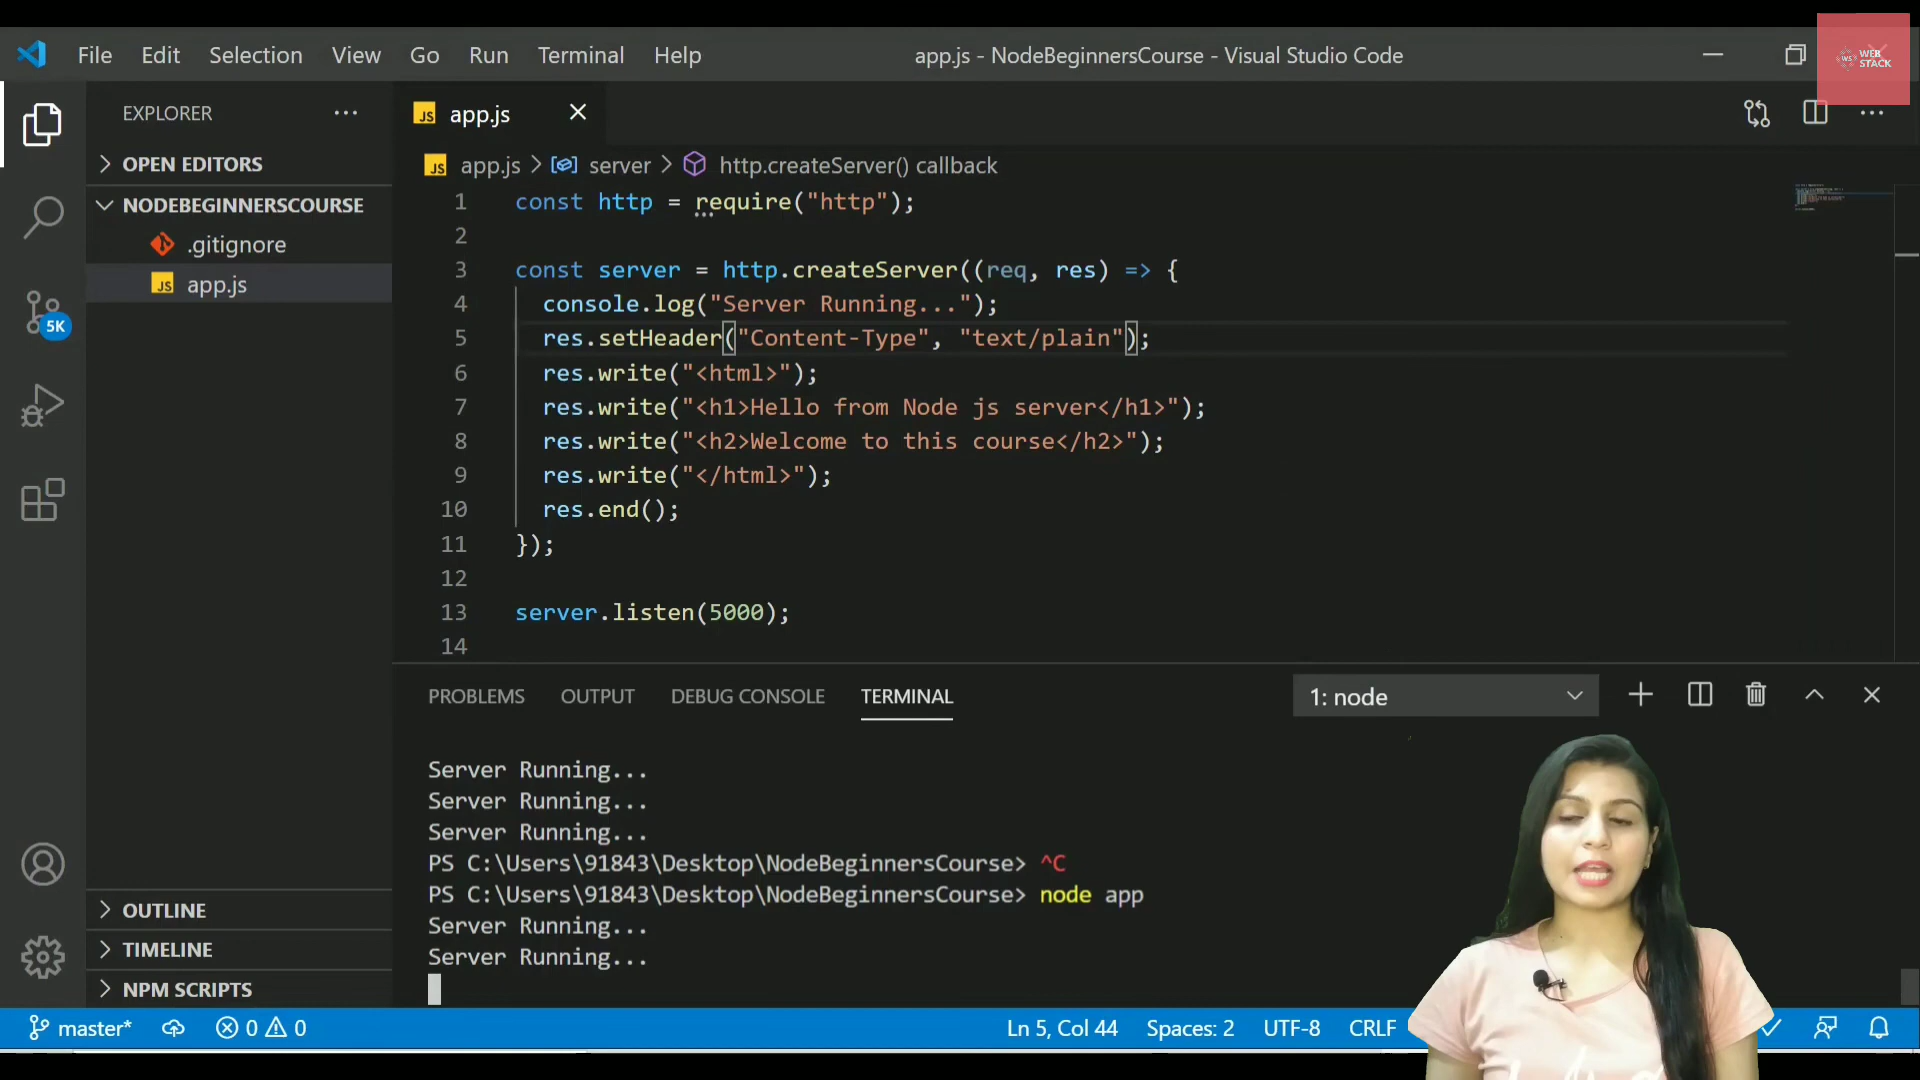 File Edit Selection View Go Run Terminal Help
app.js - NodeBeginnersCourse - Visual Studio Code
WS WEB STACK
EXPLORER
OPEN EDITORS
NODEBEGINNERSCOURSE
.gitignore
JS app.js
5K
OUTLINE
TIMELINE
NPM SCRIPTS
JS app.js
JS app.js > server > http.createServer() callback
1 const http = require("http");
2
3 const server = http.createServer((req, res) => {
4 console.log("Server Running...");
5 res.setHeader("Content-Type", "text/plain");
6 res.write("<html>");
7 res.write("<h1>Hello from Node js server</h1>");
8 res.write("<h2>Welcome to this course</h2>");
9 res.write("</html>");
10 res.end();
11 });
12
13 server.listen(5000);
14
PROBLEMS OUTPUT DEBUG CONSOLE TERMINAL
1: node
Server Running...
Server Running...
Server Running...
PS C:\Users\91843\Desktop\NodeBeginnersCourse> ^C
PS C:\Users\91843\Desktop\NodeBeginnersCourse> node app
Server Running...
Server Running...
master* 0 0
Ln 5, Col 44 Spaces: 2 UTF-8 CRLF